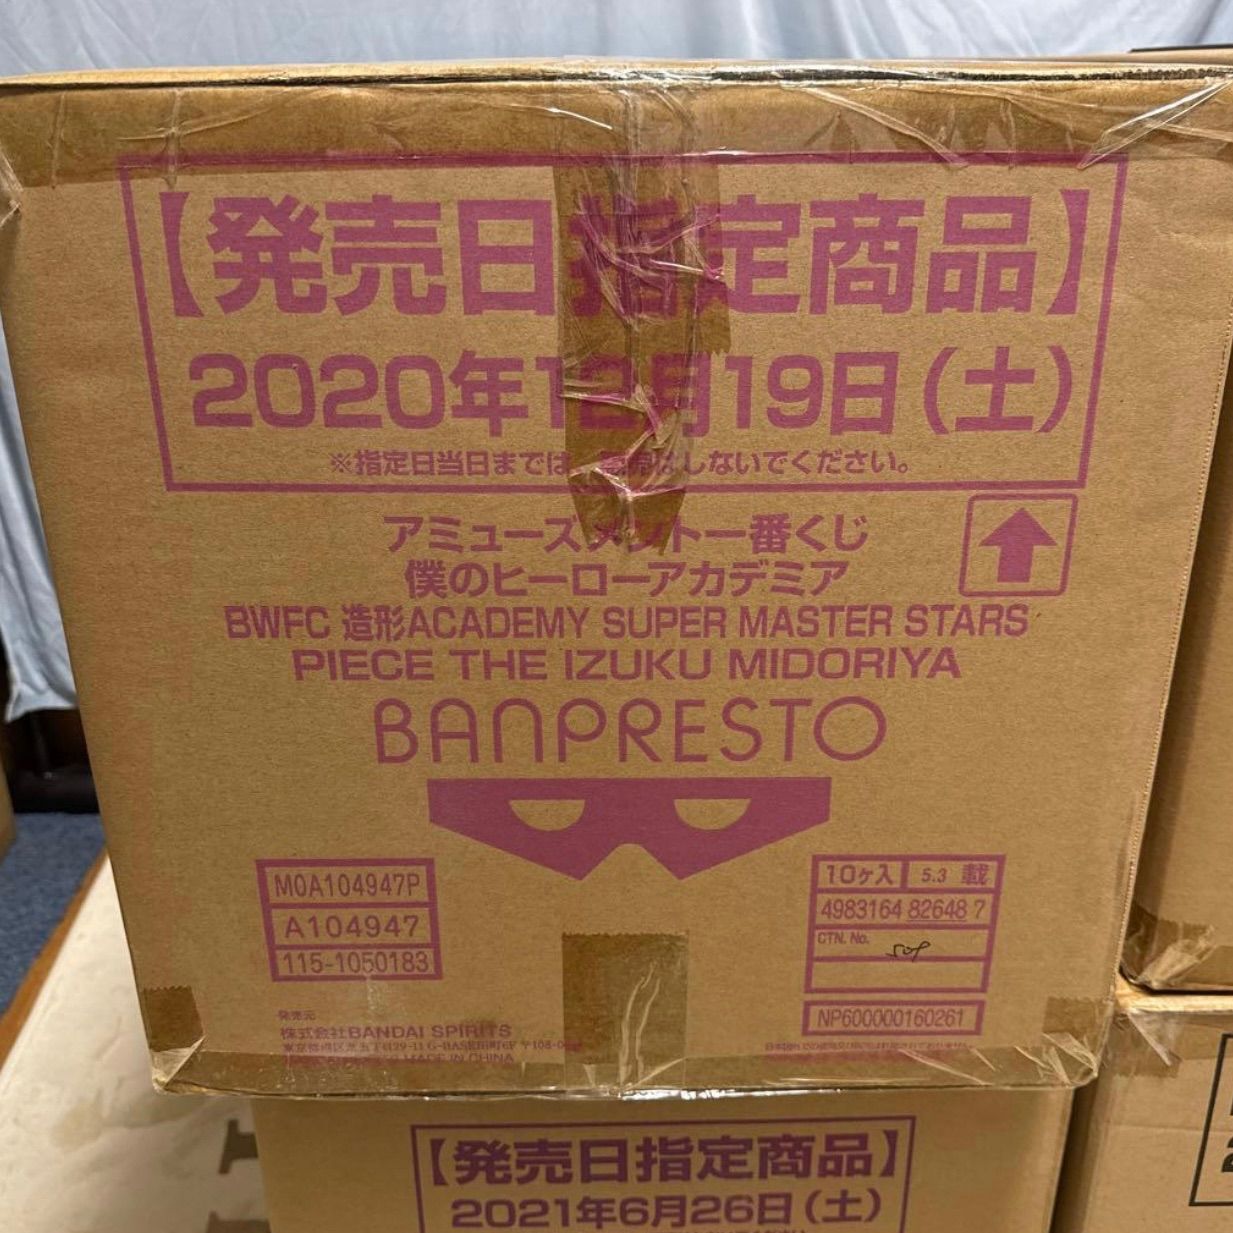 【発売日指定商品】
2020年12月19日(土)
※指定日当日までは しないでください。
アミューズメント一番くじ
僕のヒーローアカデミア
BWFC 造形ACADEMY SUPER MASTER STARS
PIECE THE IZUKU MIDORIYA
BANPRESTO
M0A104947P
A104947
115-1050183
10ヶ入 5.3 載
4983164 82648 7
CTN. No.
NP600000160261
発売元
株式会社BANDAI SPIRITS
MADE IN CHINA
【発売日指定商品】
2021年6月26日(土)